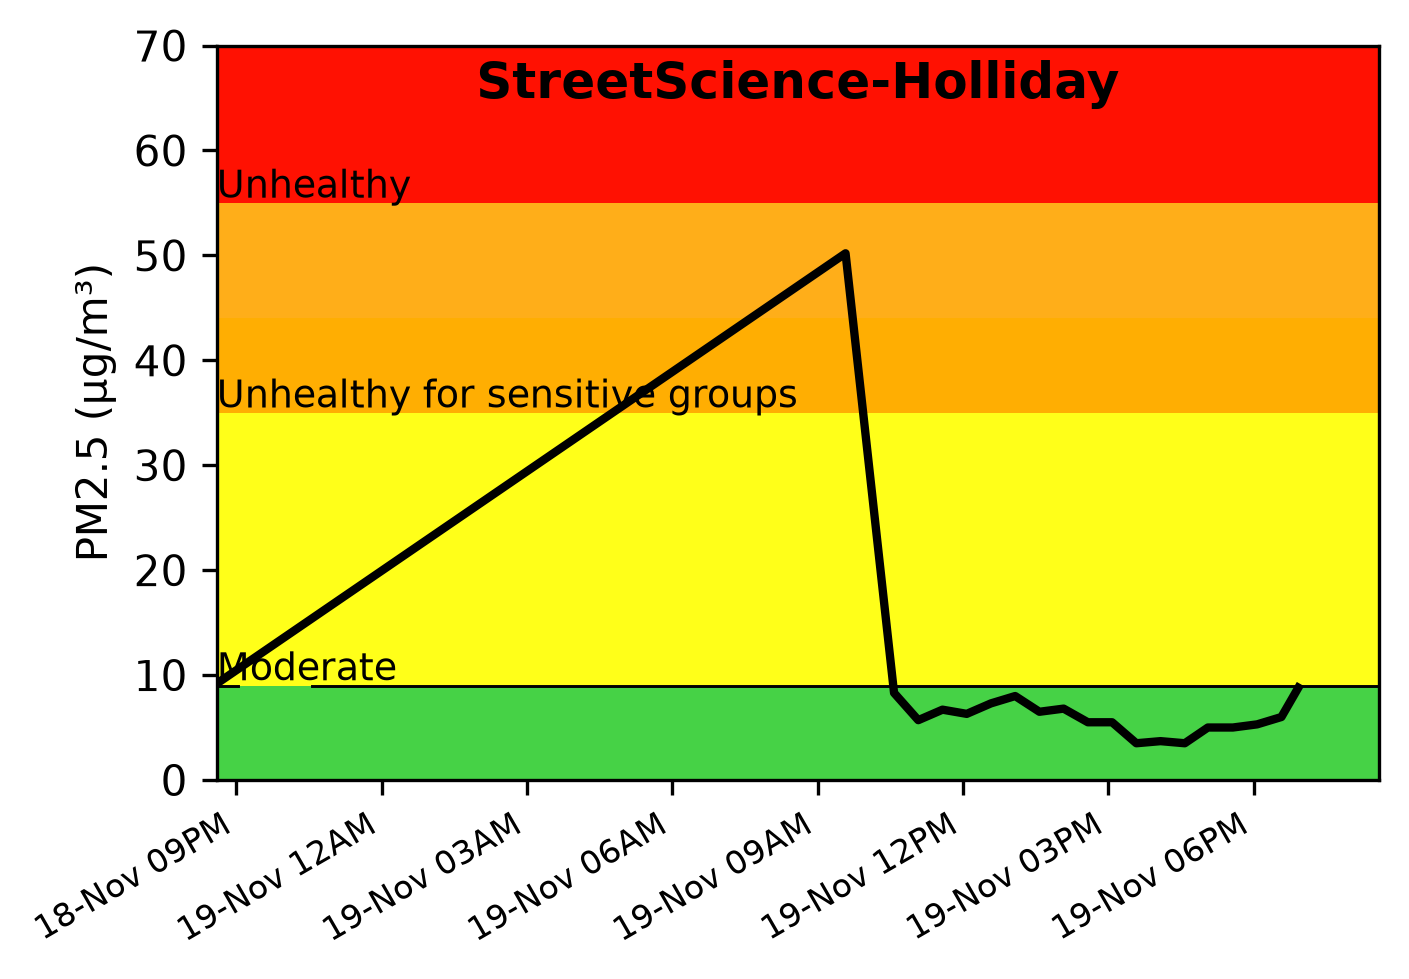 StreetScience-Holliday
PM2.5 (µg/m³)
70
60
50
40
30
20
10
0
Unhealthy
Unhealthy for sensitive groups
Moderate
18-Nov 09PM
19-Nov 12AM
19-Nov 03AM
19-Nov 06AM
19-Nov 09AM
19-Nov 12PM
19-Nov 03PM
19-Nov 06PM